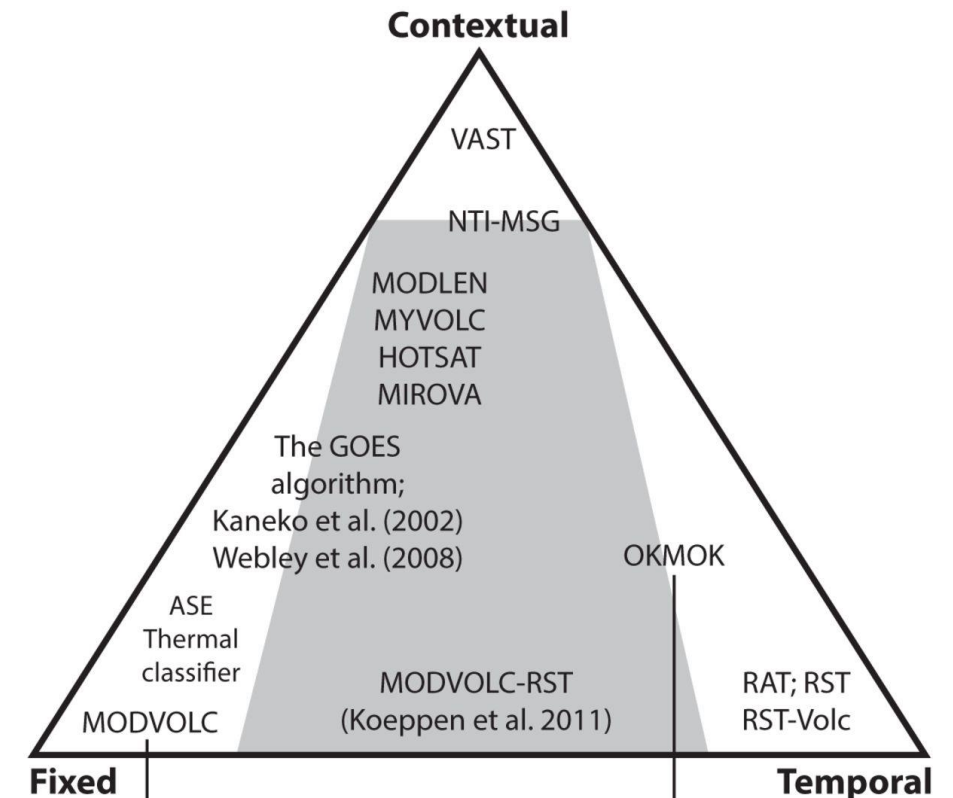 Contextual
VAST
NTI-MSG
MODLEN
MYVOLC
HOTSAT
MIROVA
The GOES
algorithm;
Kaneko et al. (2002)
Webley et al. (2008)
OKMOK
ASE
Thermal
classifier
MODVOLC-RST
(Koeppen et al. 2011)
RAT; RST
RST-Volc
MODVOLC
Fixed
Temporal